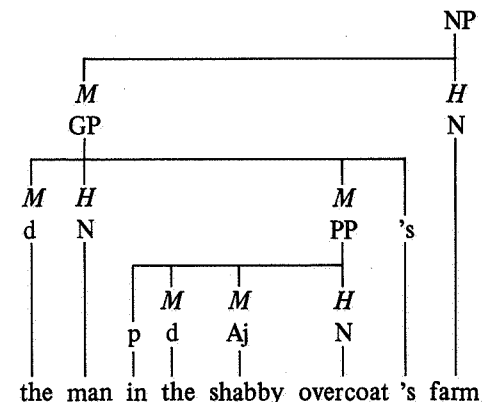 NP
M H
GP N
M H M
d N PP 's
M M H
p d Aj N
the man in the shabby overcoat 's farm